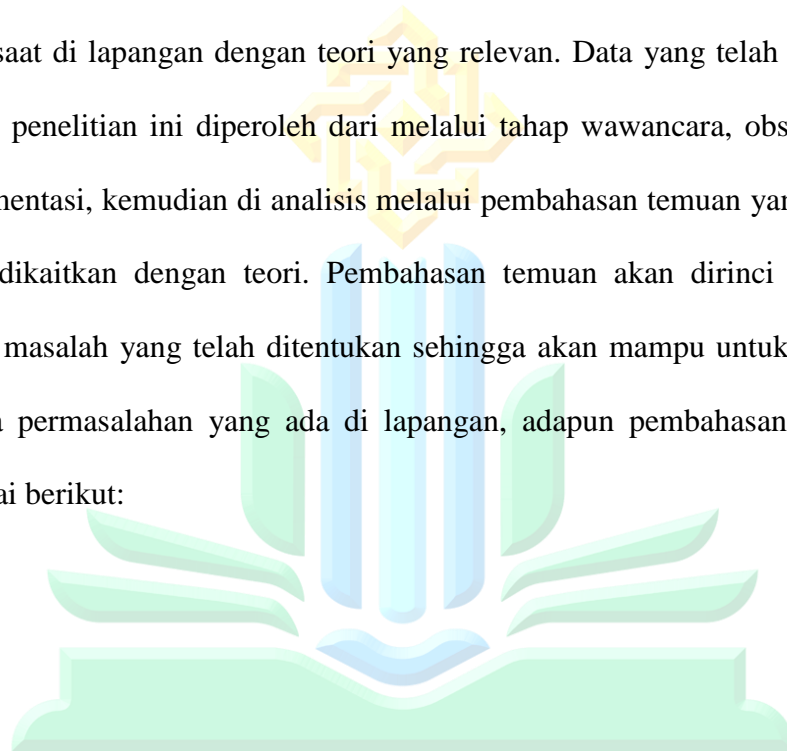 saat di lapangan dengan teori yang relevan. Data yang telah
penelitian ini diperoleh dari melalui tahap wawancara, obs
mentasi, kemudian di analisis melalui pembahasan temuan yan
dikaitkan dengan teori. Pembahasan temuan akan dirinci
masalah yang telah ditentukan sehingga akan mampu untuk
permasalahan yang ada di lapangan, adapun pembahasan
ai berikut: